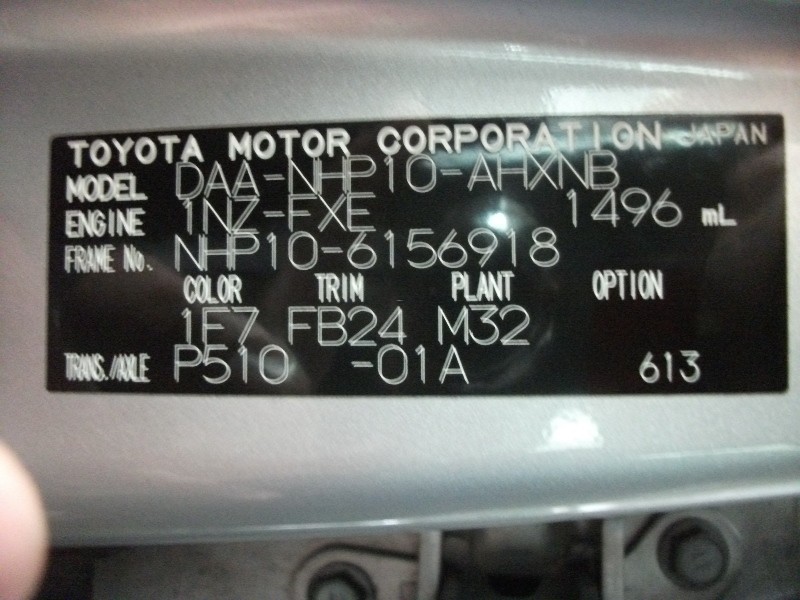 TOYOTA MOTOR CORPORATION JAPAN
MODEL DAA-NHP10-AHXNB
ENGINE 1NZ-FXE 1496 mL
FRAME No. NHP10-6156918
COLOR TRIM PLANT OPTION
1F7 FB24 M32
TRANS./AXLE P510 -01A 613